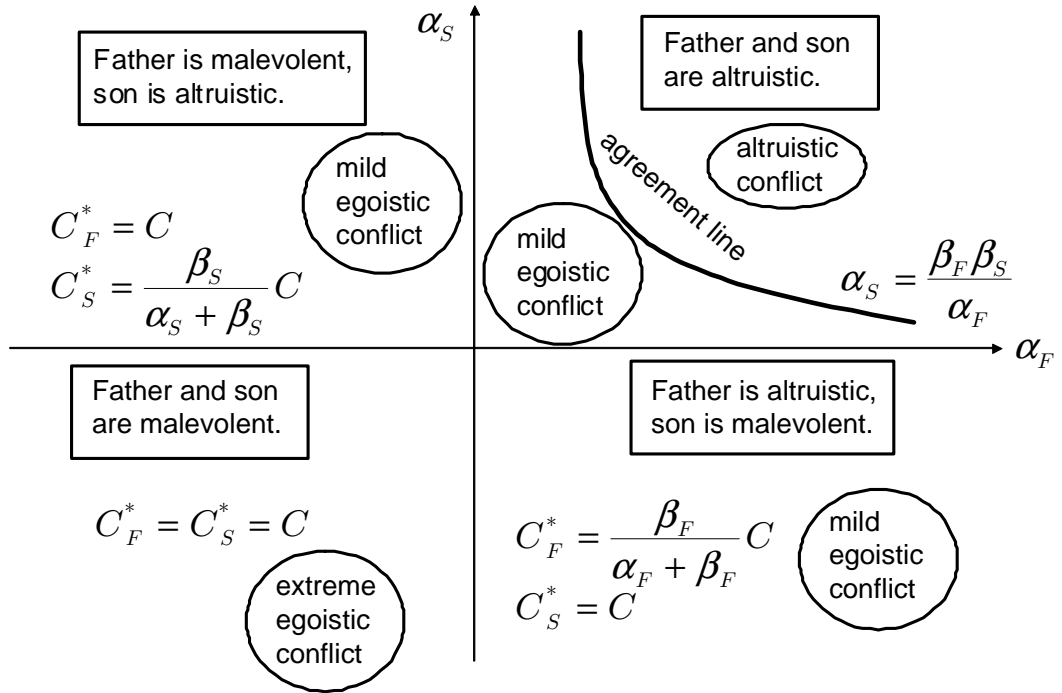 α_S
Father is malevolent,
son is altruistic.
Father and son
are altruistic.
mild
egoistic
conflict
altruistic
conflict
agreement line
mild
egoistic
conflict
C*_F = C
C*_S = β_S / (α_S + β_S) C
α_S = β_F β_S / α_F
α_F
Father and son
are malevolent.
Father is altruistic,
son is malevolent.
C*_F = C*_S = C
C*_F = β_F / (α_F + β_F) C
C*_S = C
mild
egoistic
conflict
extreme
egoistic
conflict